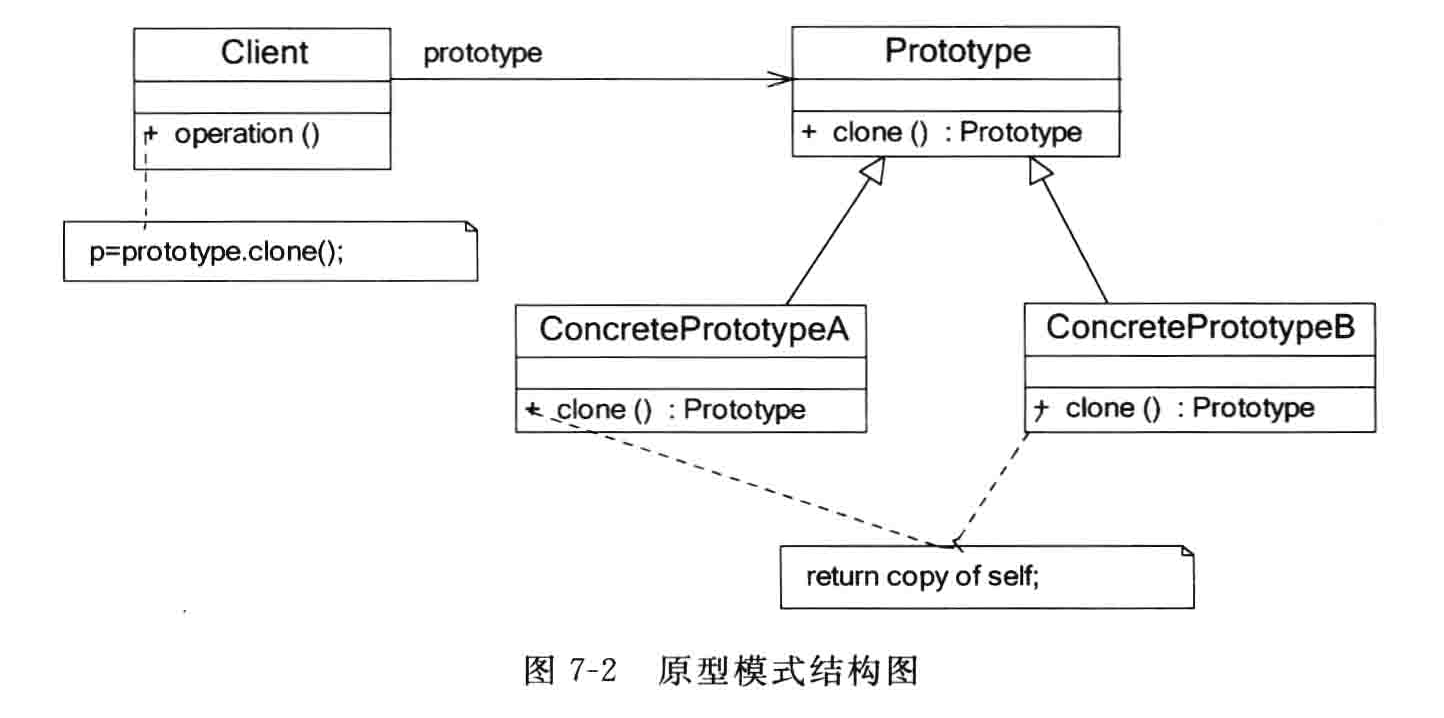 Client
prototype
Prototype
+ operation ()
+ clone () : Prototype
p=prototype.clone();
ConcretePrototypeA
ConcretePrototypeB
+ clone () : Prototype
+ clone () : Prototype
return copy of self;
图 7-2 原型模式结构图